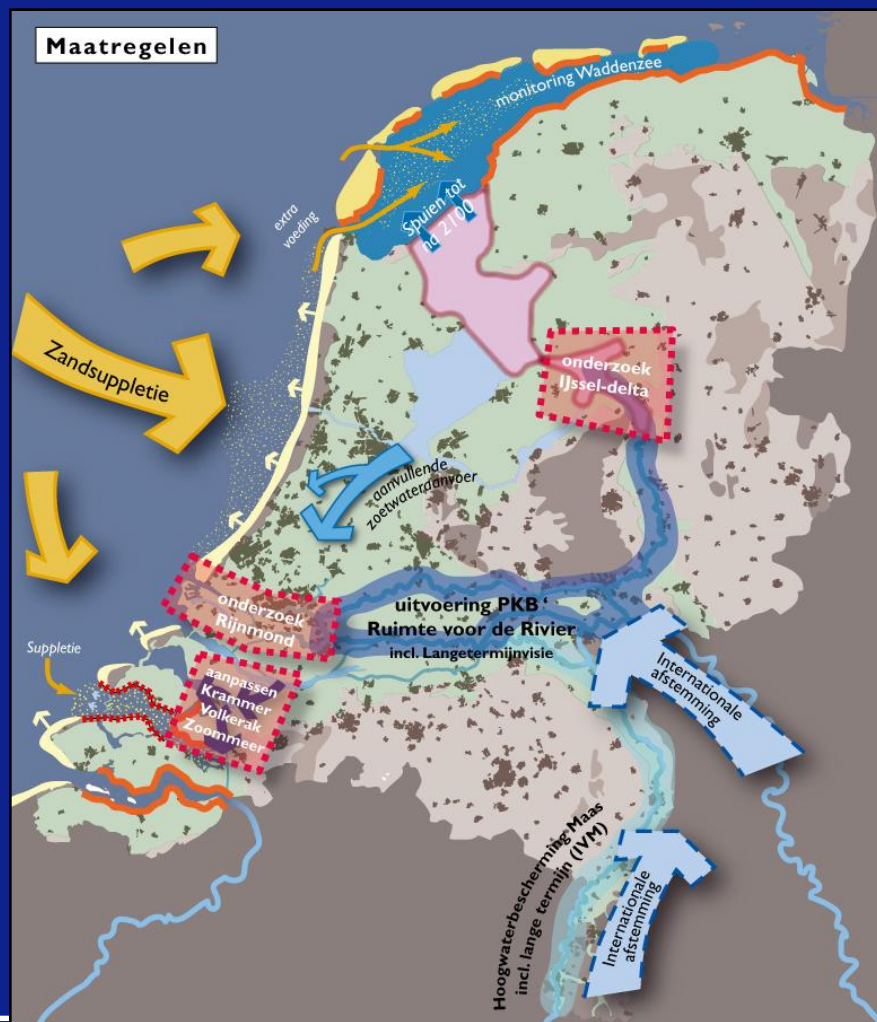 Maatregelen
monitoring Waddenzee
extra
voeding
Spuien tot
na 2100
Zandsuppletie
onderzoek
IJssel-delta
aanvullende
zoetwateraanvoer
onderzoek
Rijnmond
uitvoering PKB ‘
Ruimte voor de Rivier
incl. Langetermijnvisie
Suppletie
aanpassen
Krammer
Volkerak
Zoommeer
Internationale
afstemming
Hoogwaterbescherming Maas
incl. lange termijn (IVM)
Internationale
afstemming